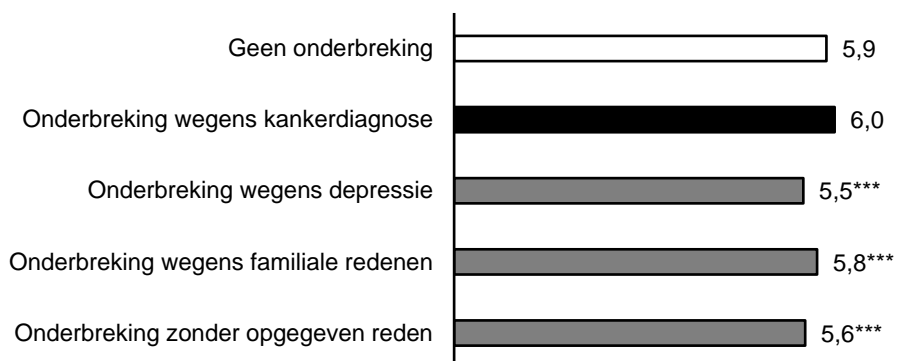 Geen onderbreking 5,9
Onderbreking wegens kankerdiagnose 6,0
Onderbreking wegens depressie 5,5***
Onderbreking wegens familiale redenen 5,8***
Onderbreking zonder opgegeven reden 5,6***